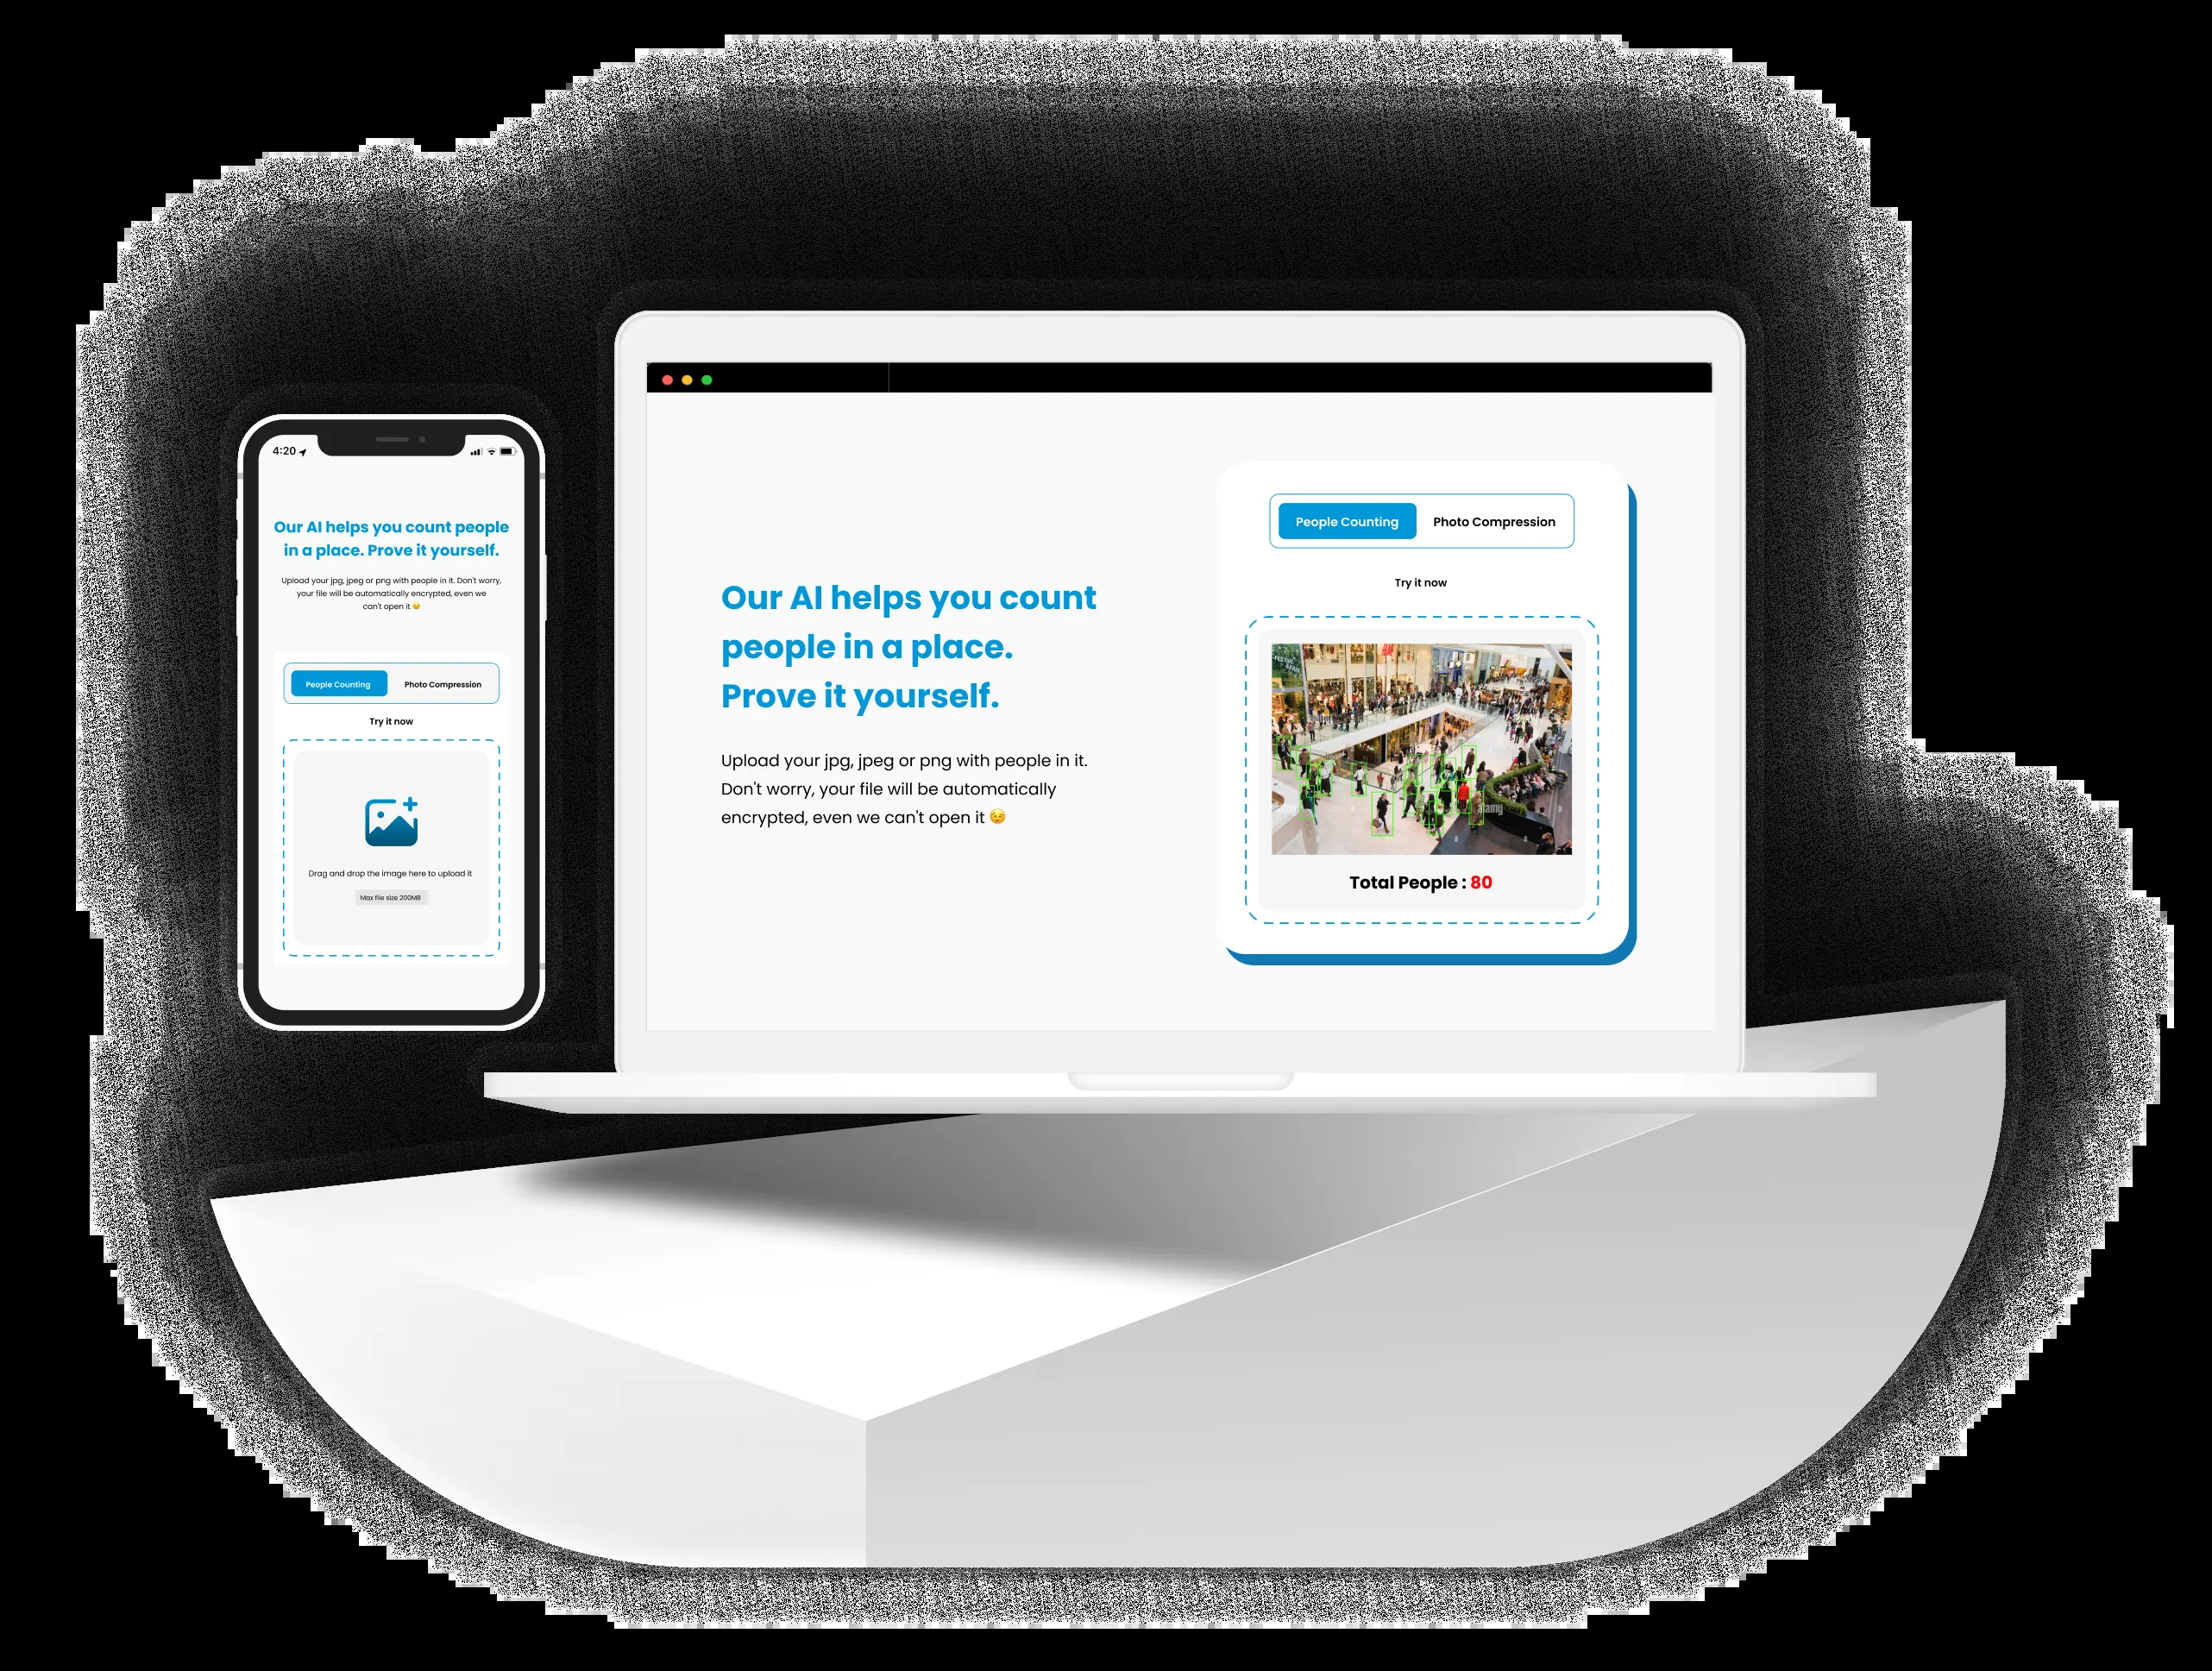 4:20
Our AI helps you count people
in a place. Prove it yourself.
Upload your jpg, jpeg or png with people in it. Don't worry,
your file will be automatically encrypted, even we
can't open it 😉
People Counting
Photo Compression
Try it now
Drag and drop the image here to upload it
Max file size 200MB
Our AI helps you count
people in a place.
Prove it yourself.
Upload your jpg, jpeg or png with people in it.
Don't worry, your file will be automatically
encrypted, even we can't open it 😉
People Counting
Photo Compression
Try it now
alamy
Total People : 80